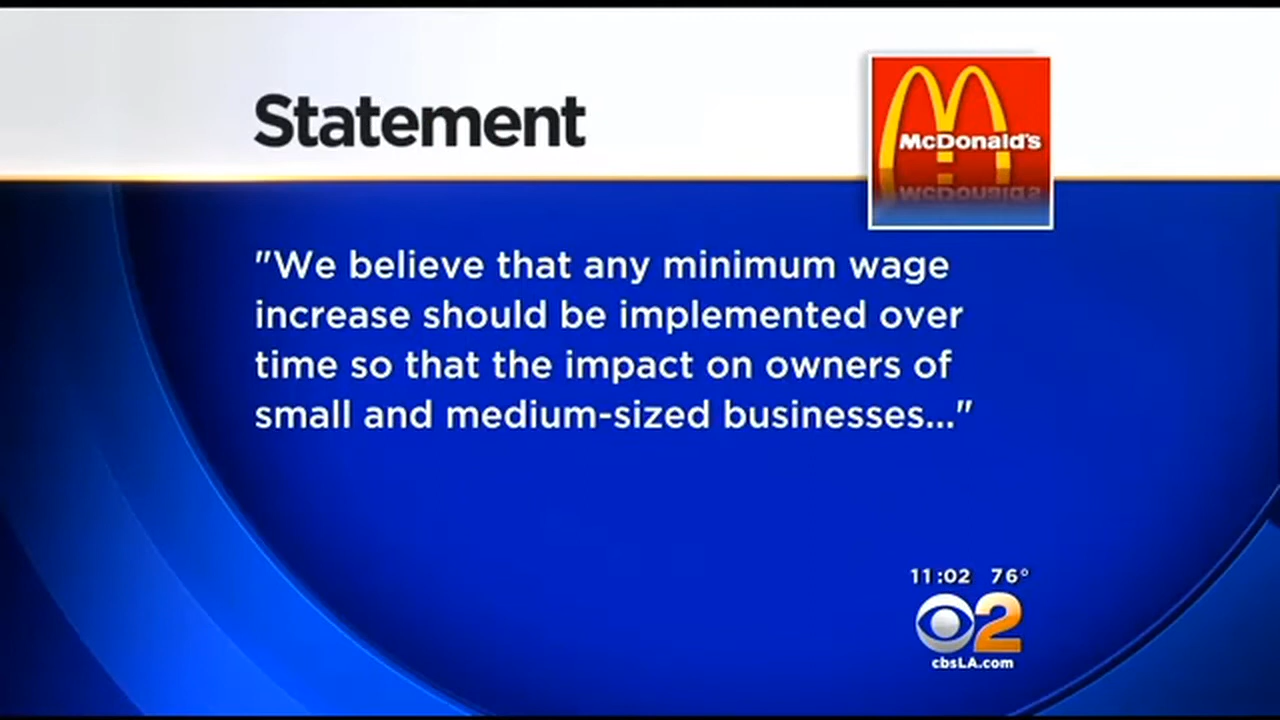 Statement
McDonald's
"We believe that any minimum wage
increase should be implemented over
time so that the impact on owners of
small and medium-sized businesses..."
11:02 76°
2
cbsLA.com